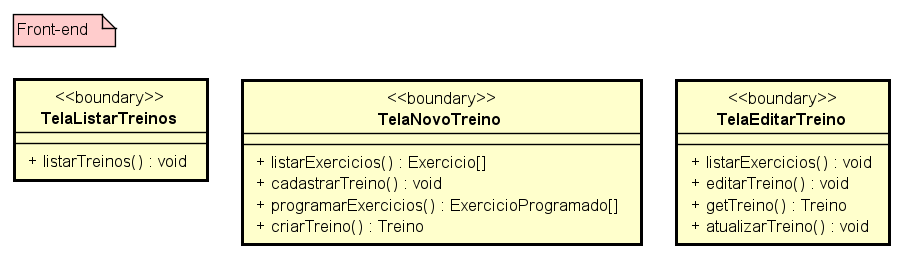 Front-end
<<boundary>>
TelaListarTreinos
+ listarTreinos() : void
<<boundary>>
TelaNovoTreino
+ listarExercicios() : Exercicio[]
+ cadastrarTreino() : void
+ programarExercicios() : ExercicioProgramado[]
+ criarTreino() : Treino
<<boundary>>
TelaEditarTreino
+ listarExercicios() : void
+ editarTreino() : void
+ getTreino() : Treino
+ atualizarTreino() : void